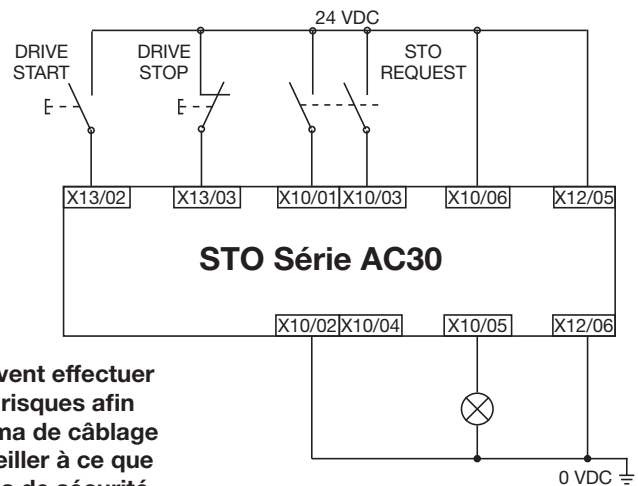 24 VDC
DRIVE
START
DRIVE
STOP
STO
REQUEST
X13/02
X13/03
X10/01
X10/03
X10/06
X12/05
STO Série AC30
X10/02
X10/04
X10/05
X12/06
vent effectuer
risques afin
ma de câblage
eiller à ce que
0 VDC